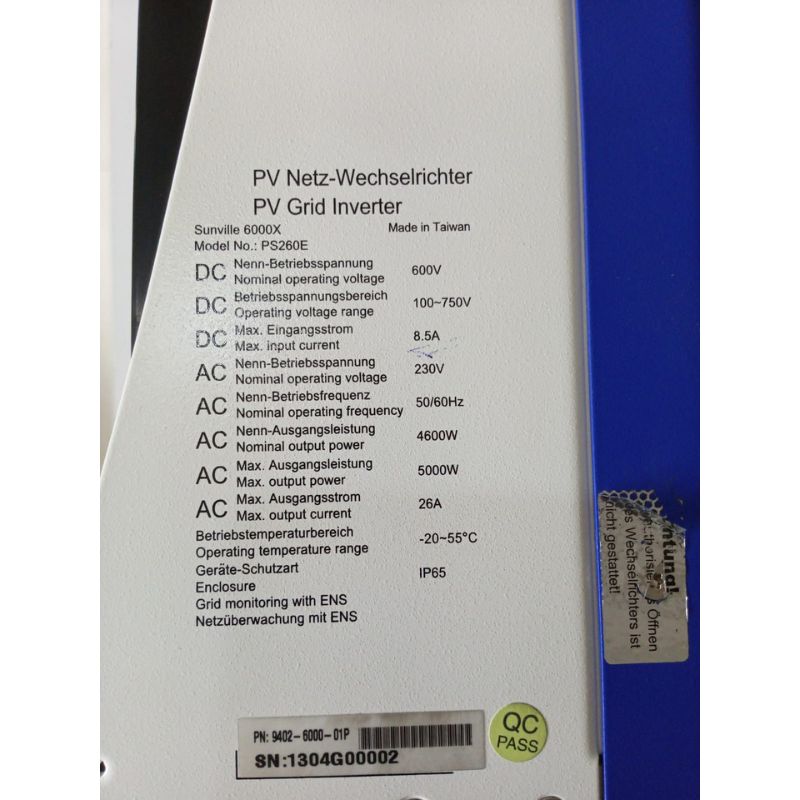 PV Netz-Wechselrichter
PV Grid Inverter
Sunville 6000X Made in Taiwan
Model No.: PS260E
DC Nenn-Betriebsspannung
Nominal operating voltage 600V
DC Betriebsspannungsbereich
Operating voltage range 100~750V
DC Max. Eingangsstrom
Max. input current 8.5A
AC Nenn-Betriebsspannung
Nominal operating voltage 230V
AC Nenn-Betriebsfrequenz
Nominal operating frequency 50/60Hz
AC Nenn-Ausgangsleistung
Nominal output power 4600W
AC Max. Ausgangsleistung
Max. output power 5000W
AC Max. Ausgangsstrom
Max. output current 26A
Betriebstemperaturbereich
Operating temperature range -20~55°C
Geräte-Schutzart
Enclosure IP65
Grid monitoring with ENS
Netzüberwachung mit ENS
PN: 9402-6000-01P
SN:1304G00002
QC
PASS
Öffnen
es Wechselrichters ist
nicht gestattet!